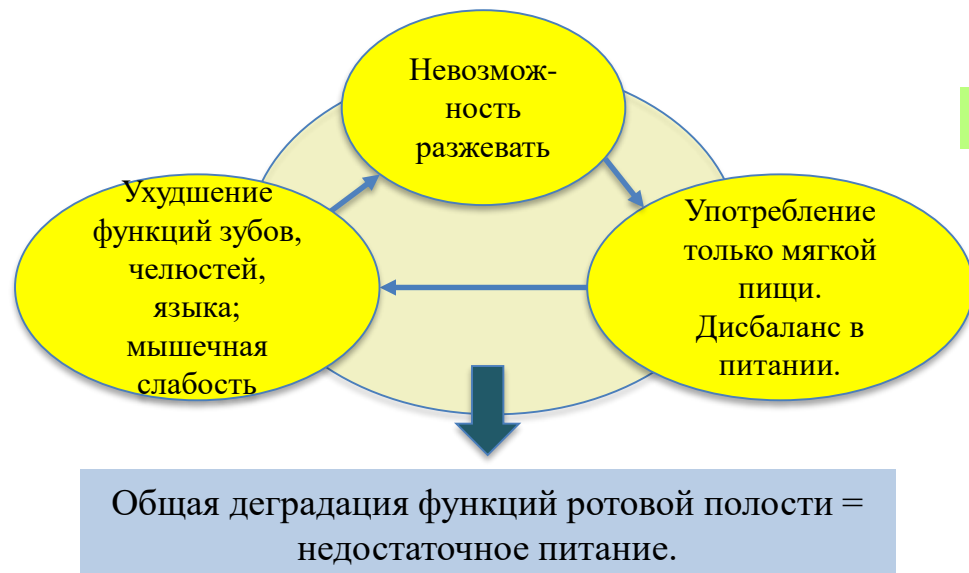 Невозмож-
ность
разжевать
Ухудшение
функций зубов,
челюстей,
языка;
мышечная
слабость
Употребление
только мягкой
пищи.
Дисбаланс в
питании.
Общая деградация функций ротовой полости =
недостаточное питание.